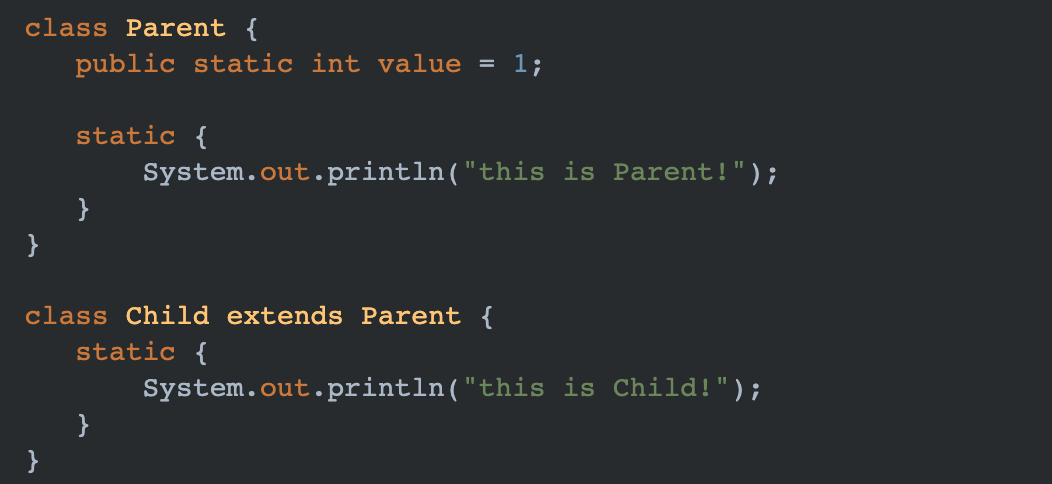 class Parent {
   public static int value = 1;

   static {
       System.out.println("this is Parent!");
   }
}

class Child extends Parent {
   static {
       System.out.println("this is Child!");
   }
}